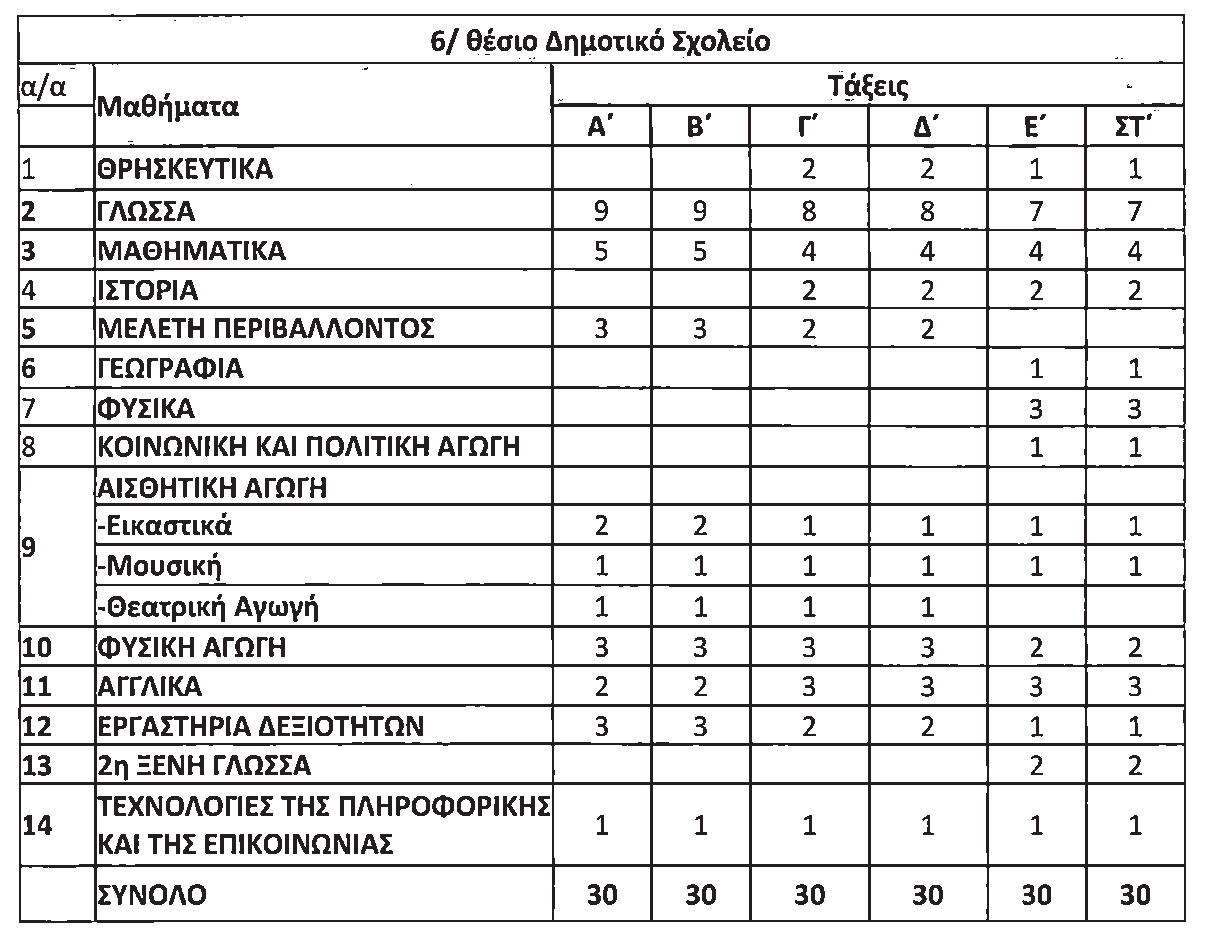 6/ θέσιο Δημοτικό Σχολείο
α/α Μαθήματα Τάξεις
Α΄ Β΄ Γ΄ Δ΄ Ε΄ ΣΤ΄
1 ΘΡΗΣΚΕΥΤΙΚΑ 2 2 1 1
2 ΓΛΩΣΣΑ 9 9 8 8 7 7
3 ΜΑΘΗΜΑΤΙΚΑ 5 5 4 4 4 4
4 ΙΣΤΟΡΙΑ 2 2 2 2
5 ΜΕΛΕΤΗ ΠΕΡΙΒΑΛΛΟΝΤΟΣ 3 3 2 2
6 ΓΕΩΓΡΑΦΙΑ 1 1
7 ΦΥΣΙΚΑ 3 3
8 ΚΟΙΝΩΝΙΚΗ ΚΑΙ ΠΟΛΙΤΙΚΗ ΑΓΩΓΗ 1 1
9 ΑΙΣΘΗΤΙΚΗ ΑΓΩΓΗ
-Εικαστικά 2 2 1 1 1 1
-Μουσική 1 1 1 1 1 1
-Θεατρική Αγωγή 1 1 1 1
10 ΦΥΣΙΚΗ ΑΓΩΓΗ 3 3 3 3 2 2
11 ΑΓΓΛΙΚΑ 2 2 3 3 3 3
12 ΕΡΓΑΣΤΗΡΙΑ ΔΕΞΙΟΤΗΤΩΝ 3 3 2 2 1 1
13 2η ΞΕΝΗ ΓΛΩΣΣΑ 2 2
14 ΤΕΧΝΟΛΟΓΙΕΣ ΤΗΣ ΠΛΗΡΟΦΟΡΙΚΗΣ
ΚΑΙ ΤΗΣ ΕΠΙΚΟΙΝΩΝΙΑΣ 1 1 1 1 1 1
ΣΥΝΟΛΟ 30 30 30 30 30 30